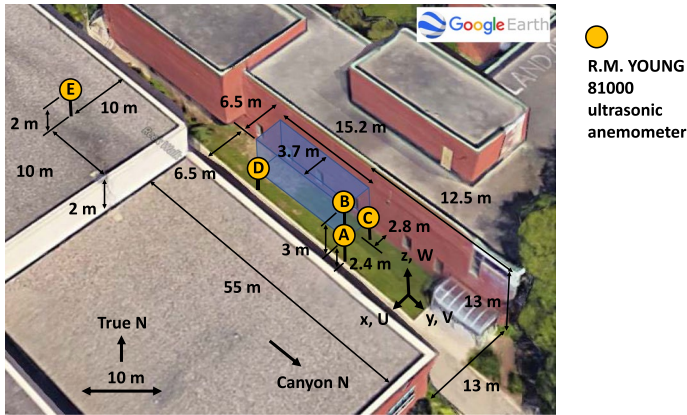 Google Earth
LAND
R.M. YOUNG
81000
ultrasonic
anemometer
E
10 m
2 m
10 m
2 m
6.5 m
15.2 m
3.7 m
D
6.5 m
12.5 m
B
C
A
2.8 m
3 m
2.4 m
z, W
x, U
y, V
13 m
13 m
55 m
True N
10 m
Canyon N